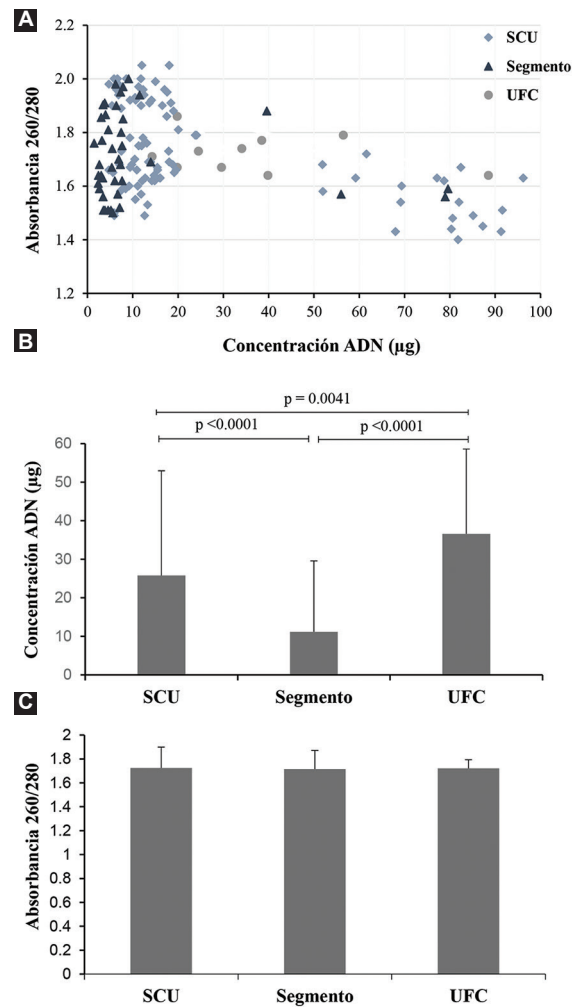 A
2.2
2.0
1.8
1.6
1.4
1.2
Absorbancia 260/280
SCU
Segmento
UFC
0 10 20 30 40 50 60 70 80 90 100
Concentración ADN (µg)
B
p = 0.0041
p <0.0001 p <0.0001
60
50
40
30
20
10
0
Concentración ADN (µg)
SCU Segmento UFC
C
2
1.8
1.6
1.4
1.2
1
0.8
0.6
0.4
0.2
0
Absorbancia 260/280
SCU Segmento UFC